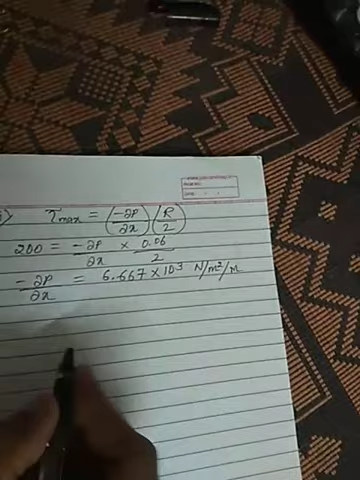 τmax = (-∂P/∂x) (R/2)
200 = -∂P/∂x × 0.06/2
-∂P/∂x = 6.667 × 10³ N/m²/M